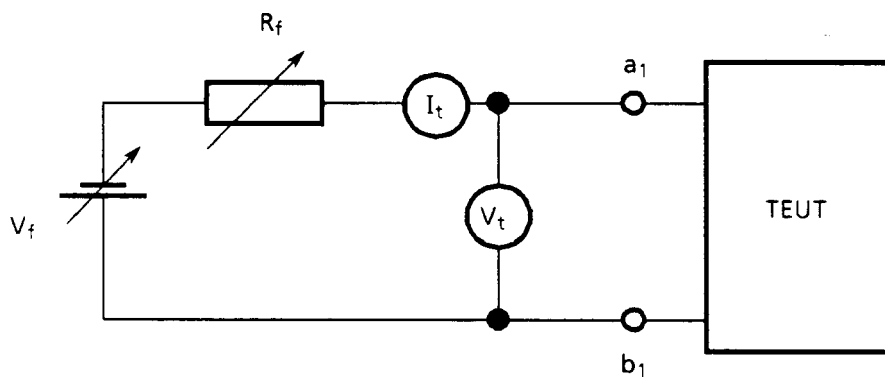 R_f
I_t
a_1
V_t
TEUT
V_f
b_1